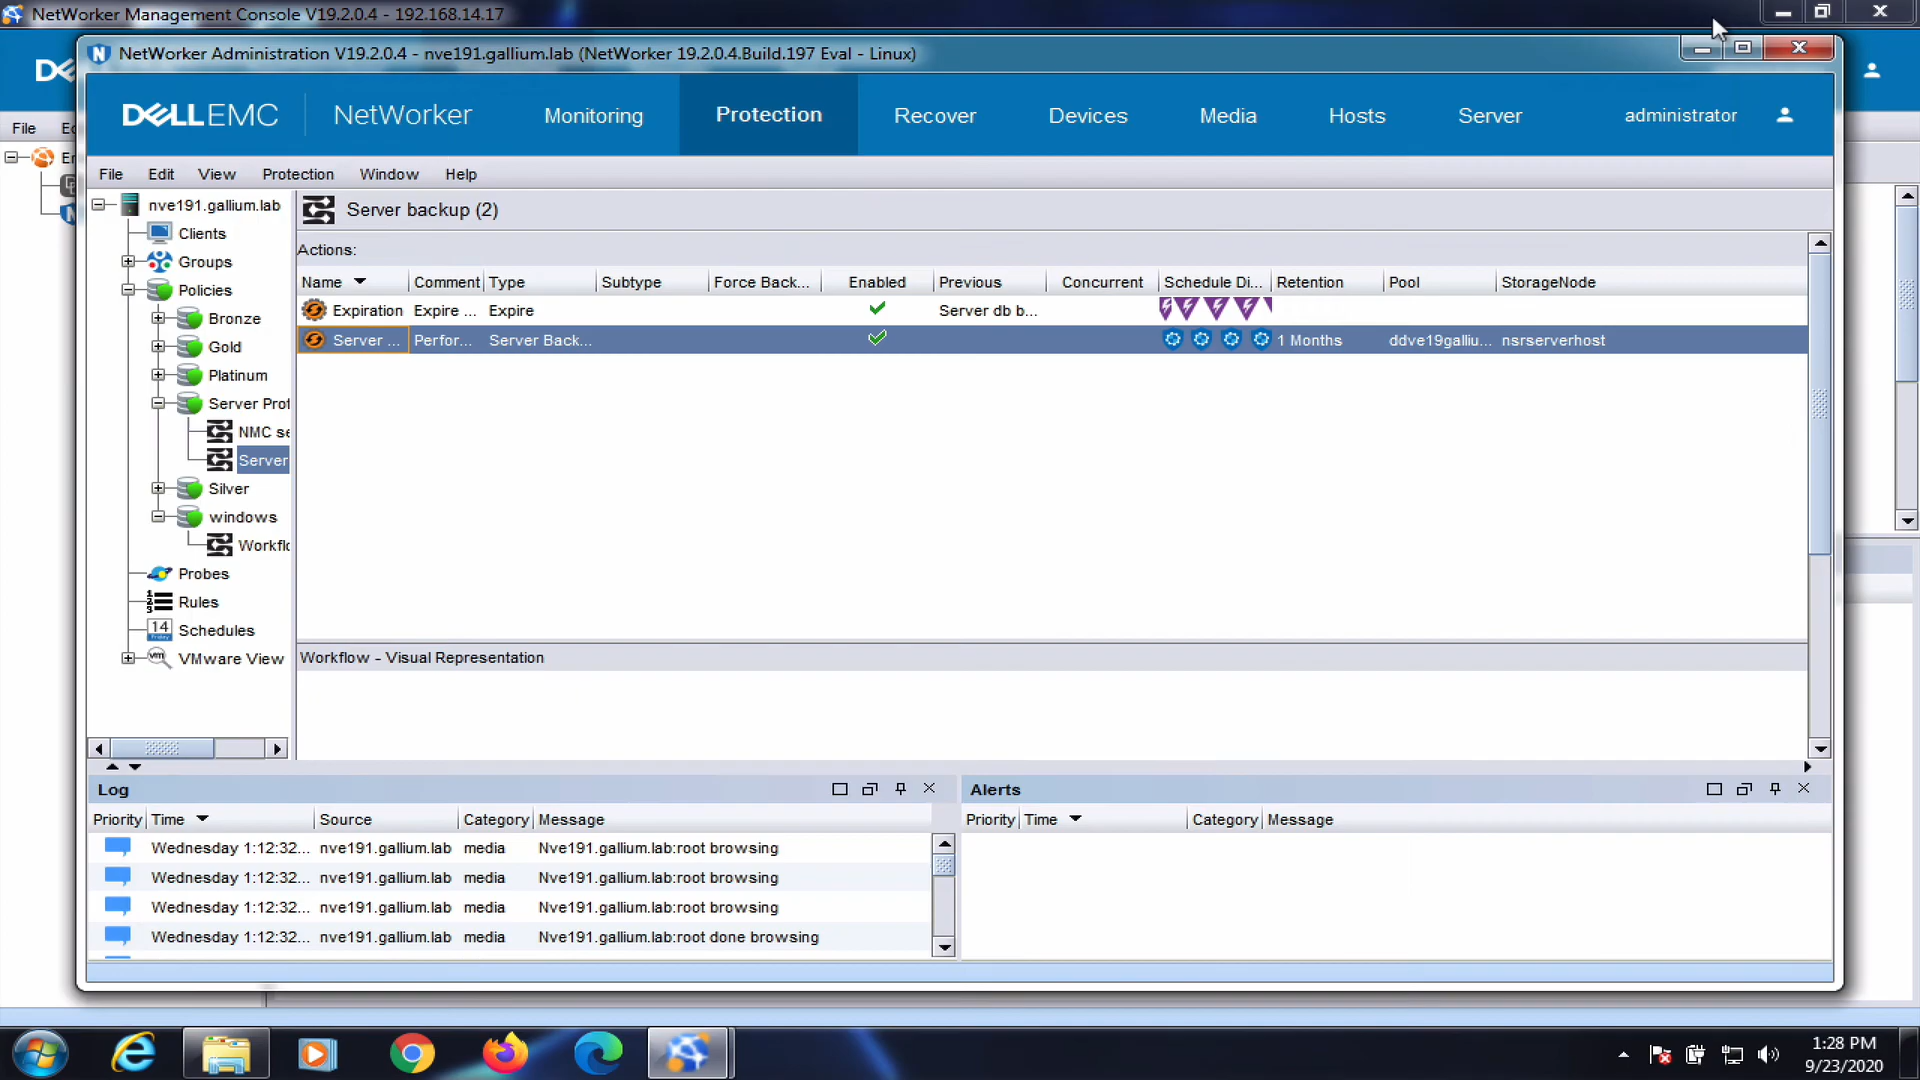 NetWorker Management Console V19.2.0.4 - 192.168.14.17
NetWorker Administration V19.2.0.4 - nve191.gallium.lab (NetWorker 19.2.0.4.Build.197 Eval - Linux)
DELLEMC NetWorker Monitoring Protection Recover Devices Media Hosts Server administrator
File
File Edit View Protection Window Help
nve191.gallium.lab
Clients
Groups
Policies
Bronze
Gold
Platinum
Server Prot
NMC se
Server
Silver
windows
Workflo
Probes
Rules
14
Schedules
VMware View
Server backup (2)
Actions:
Name Comment Type Subtype Force Back... Enabled Previous Concurrent Schedule Di... Retention Pool StorageNode
Expiration Expire ... Expire Server db b...
Server ... Perfor... Server Back... 1 Months ddve19galliu... nsrserverhost
Workflow - Visual Representation
Log
Priority Time Source Category Message
Wednesday 1:12:32... nve191.gallium.lab media Nve191.gallium.lab:root browsing
Wednesday 1:12:32... nve191.gallium.lab media Nve191.gallium.lab:root browsing
Wednesday 1:12:32... nve191.gallium.lab media Nve191.gallium.lab:root browsing
Wednesday 1:12:32... nve191.gallium.lab media Nve191.gallium.lab:root done browsing
Alerts
Priority Time Category Message
1:28 PM
9/23/2020